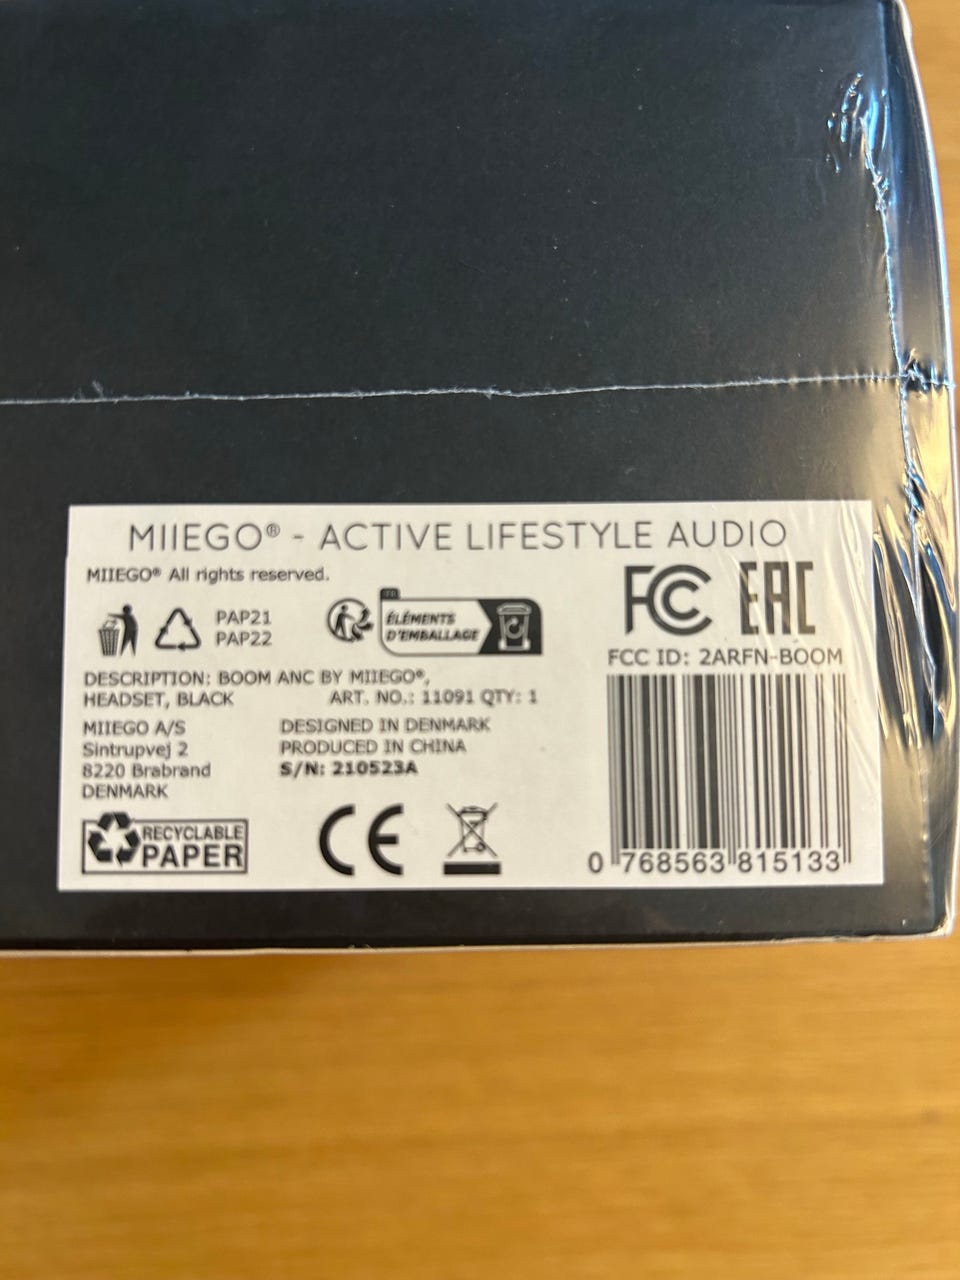 MIIEGO® - ACTIVE LIFESTYLE AUDIO
MIIEGO® All rights reserved.
PAP21
PAP22
FR
ÉLÉMENTS
D'EMBALLAGE
FC EAC
FCC ID: 2ARFN-BOOM
DESCRIPTION: BOOM ANC BY MIIEGO®,
HEADSET, BLACK ART. NO.: 11091 QTY: 1
MIIEGO A/S
Sintrupvej 2
8220 Brabrand
DENMARK
DESIGNED IN DENMARK
PRODUCED IN CHINA
S/N: 210523A
RECYCLABLE
PAPER
CE
0 768563 815133